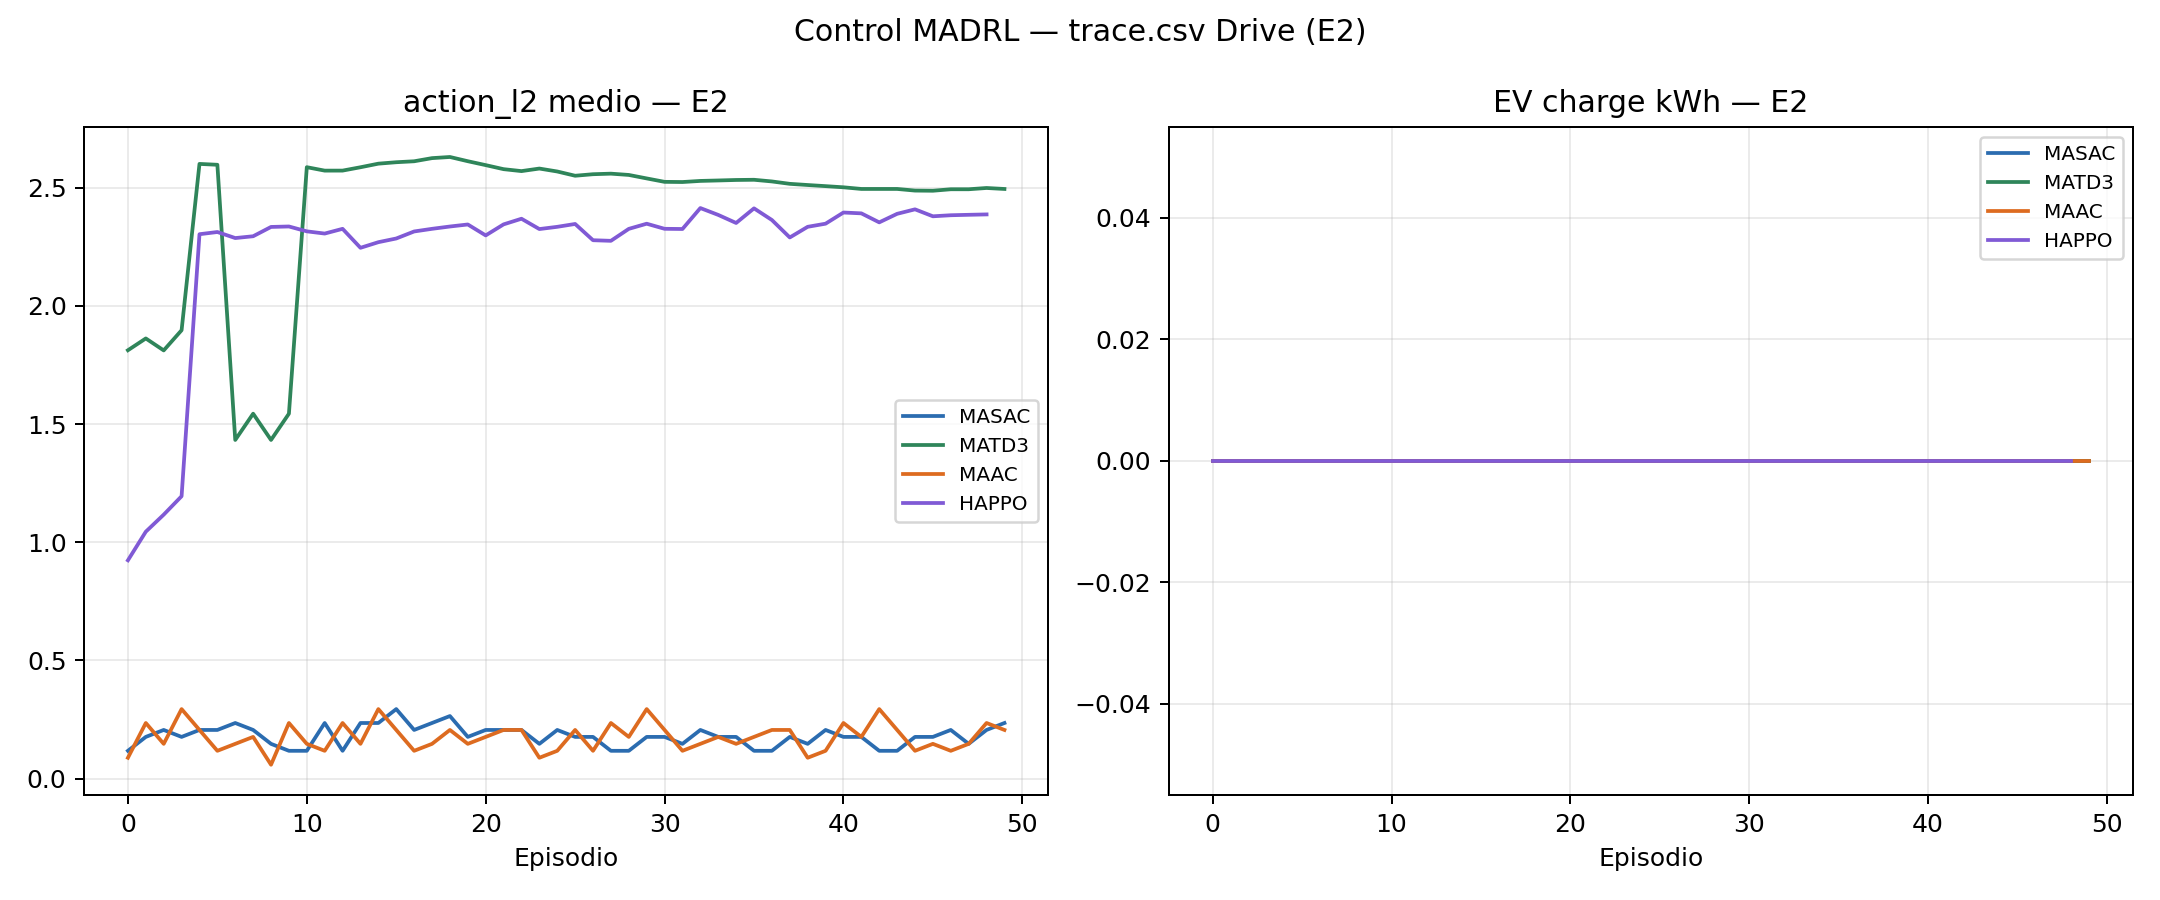 Control MADRL — trace.csv Drive (E2)
action_l2 medio — E2
2.5
2.0
1.5
1.0
0.5
0.0
MASAC
MATD3
MAAC
HAPPO
0 10 20 30 40 50
Episodio
EV charge kWh — E2
0.04
0.02
0.00
−0.02
−0.04
MASAC
MATD3
MAAC
HAPPO
0 10 20 30 40 50
Episodio